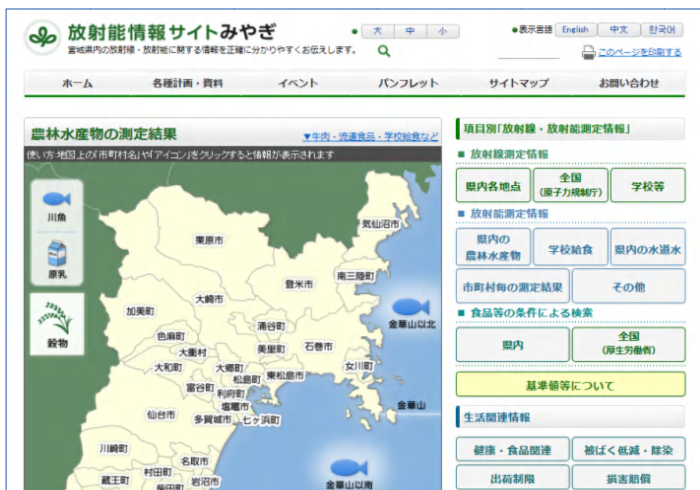 放射能情報サイトみやぎ
宮城県内の放射線・放射能に関する情報を正確に分かりやすくお伝えします。
大 中 小
表示言語 English 中文 한국어
このページを印刷する
ホーム 各種計画・資料 イベント パンフレット サイトマップ お問い合わせ
農林水産物の測定結果
▼牛肉・流通食品・学校給食など
使い方:地図上の「市町村名」や「アイコン」をクリックすると情報が表示されます
川魚
原乳
穀物
気仙沼市
栗原市
南三陸町
登米市
大崎市
加美町
金華山以北
涌谷町
色麻町
美里町
石巻市
大衡村
大和町
大郷町
女川町
松島町
東松島市
富谷町
利府町
塩竈市
金華山
仙台市
多賀城市
七ヶ浜町
川崎町
名取市
村田町
蔵王町
岩沼市
柴田町
金華山以南
項目別「放射線・放射能測定情報」
■ 放射線測定情報
県内各地点
全国
(原子力規制庁)
学校等
■ 放射能測定情報
県内の
農林水産物
学校給食
県内の水道水
市町村毎の測定結果
その他
■ 食品等の条件による検索
県内
全国
(厚生労働省)
基準値等について
生活関連情報
健康・食品関連
被ばく低減・除染
出荷制限
損害賠償